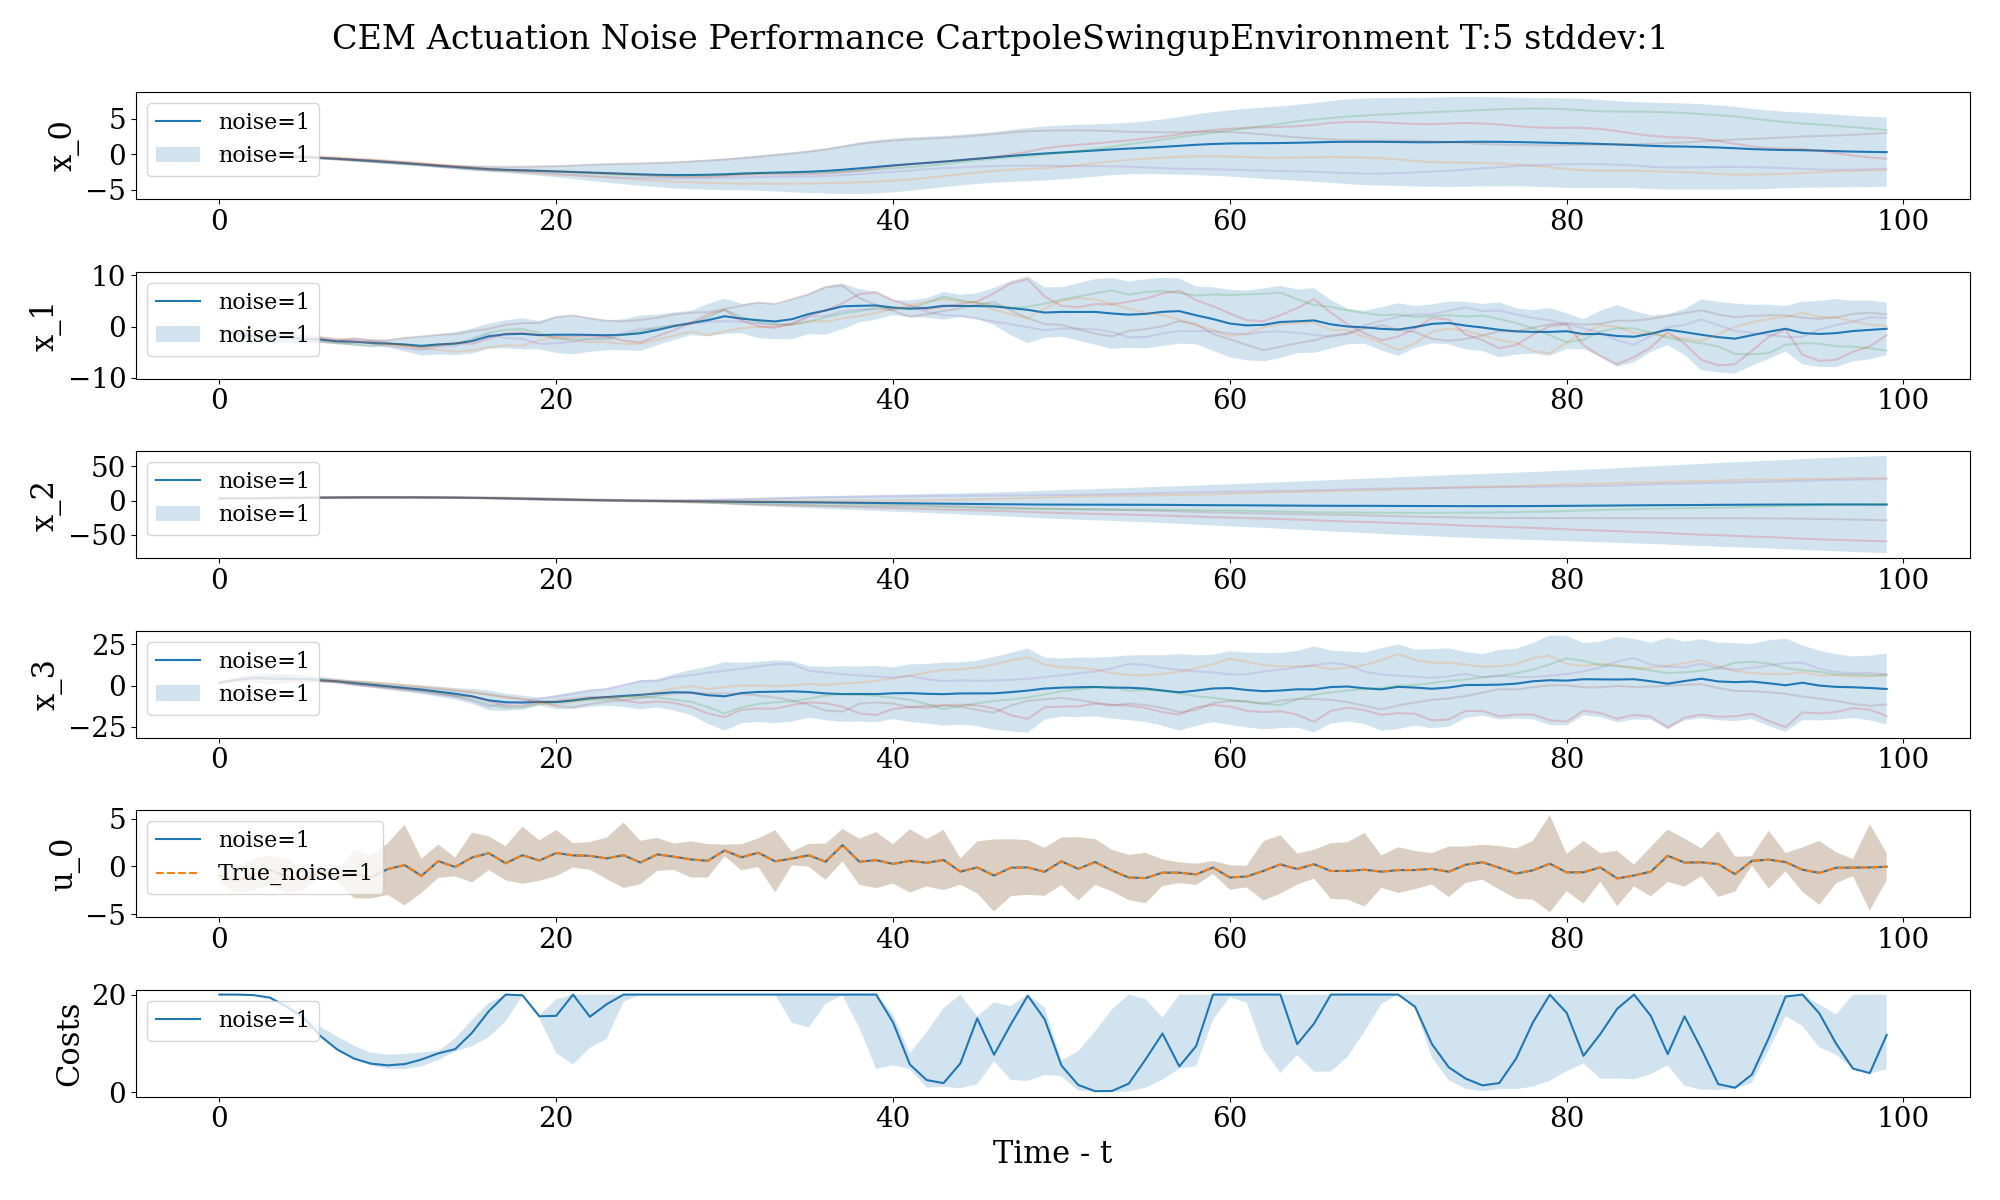 CEM Actuation Noise Performance CartpoleSwingupEnvironment T:5 stddev:1
x_0
5
0
−5
noise=1
noise=1
0 20 40 60 80 100
x_1
10
0
−10
noise=1
noise=1
0 20 40 60 80 100
x_2
50
0
−50
noise=1
noise=1
0 20 40 60 80 100
x_3
25
0
−25
noise=1
noise=1
0 20 40 60 80 100
u_0
5
0
−5
noise=1
True_noise=1
0 20 40 60 80 100
Costs
20
0
noise=1
0 20 40 60 80 100
Time - t